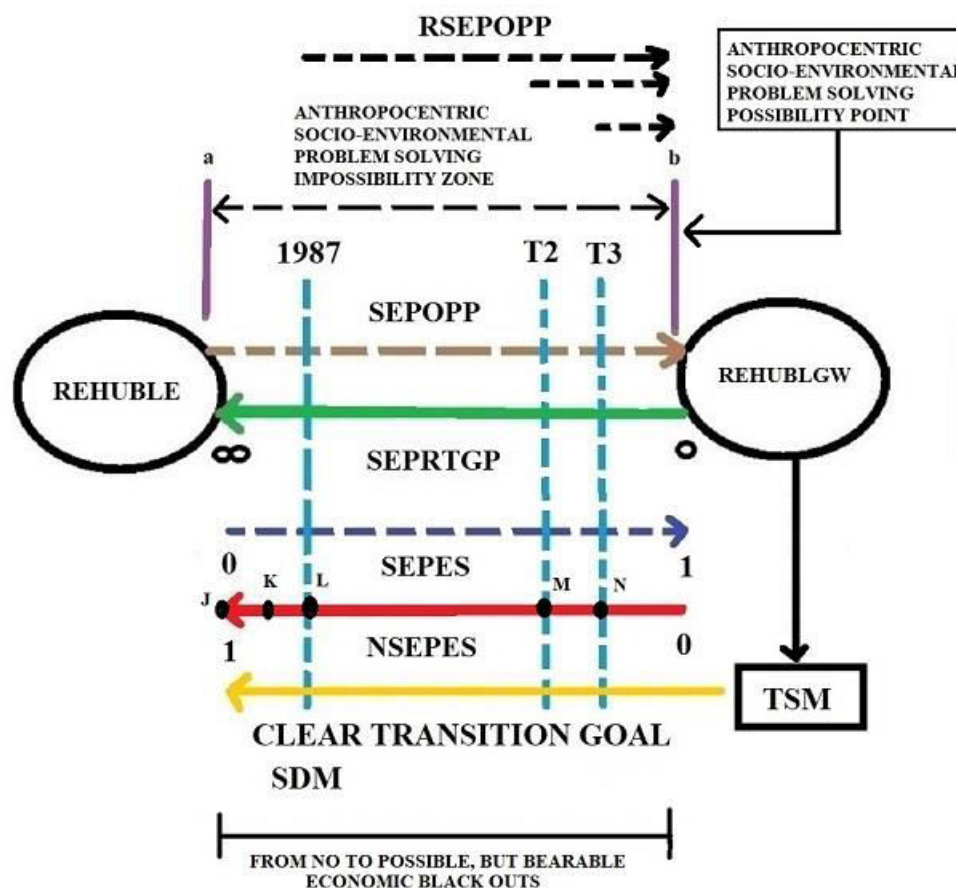 RSEPOPP
ANTHROPOCENTRIC
SOCIO-ENVIRONMENTAL
PROBLEM SOLVING
POSSIBILITY POINT
ANTHROPOCENTRIC
SOCIO-ENVIRONMENTAL
PROBLEM SOLVING
IMPOSSIBILITY ZONE
a
b
1987
T2
T3
SEPOPP
REHUBLE
REHUBLGW
∞
0
SEPRTGP
0
SEPES
1
J
K
L
M
N
1
NSEPES
0
TSM
CLEAR TRANSITION GOAL
SDM
FROM NO TO POSSIBLE, BUT BEARABLE
ECONOMIC BLACK OUTS